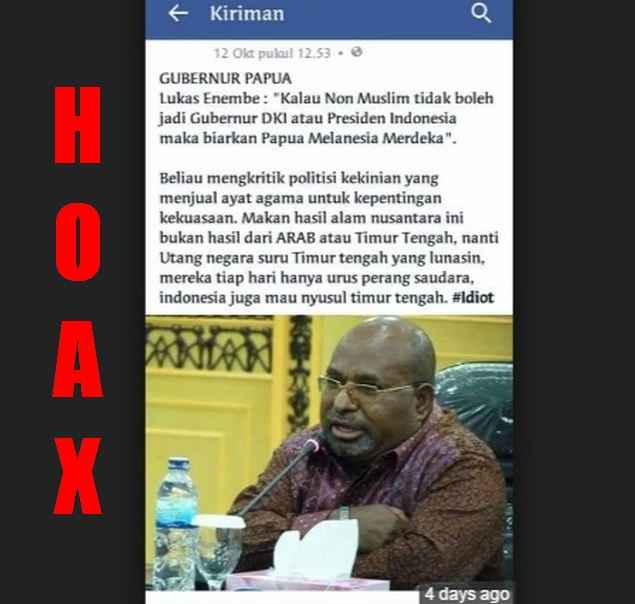 Kiriman
12 Okt pukul 12.53 •
GUBERNUR PAPUA
Lukas Enembe : "Kalau Non Muslim tidak boleh
jadi Gubernur DKI atau Presiden Indonesia
maka biarkan Papua Melanesia Merdeka".
Beliau mengkritik politisi kekinian yang
menjual ayat agama untuk kepentingan
kekuasaan. Makan hasil alam nusantara ini
bukan hasil dari ARAB atau Timur Tengah, nanti
Utang negara suru Timur tengah yang lunasin,
mereka tiap hari hanya urus perang saudara,
indonesia juga mau nyusul timur tengah. #Idiot
HOAX
4 days ago